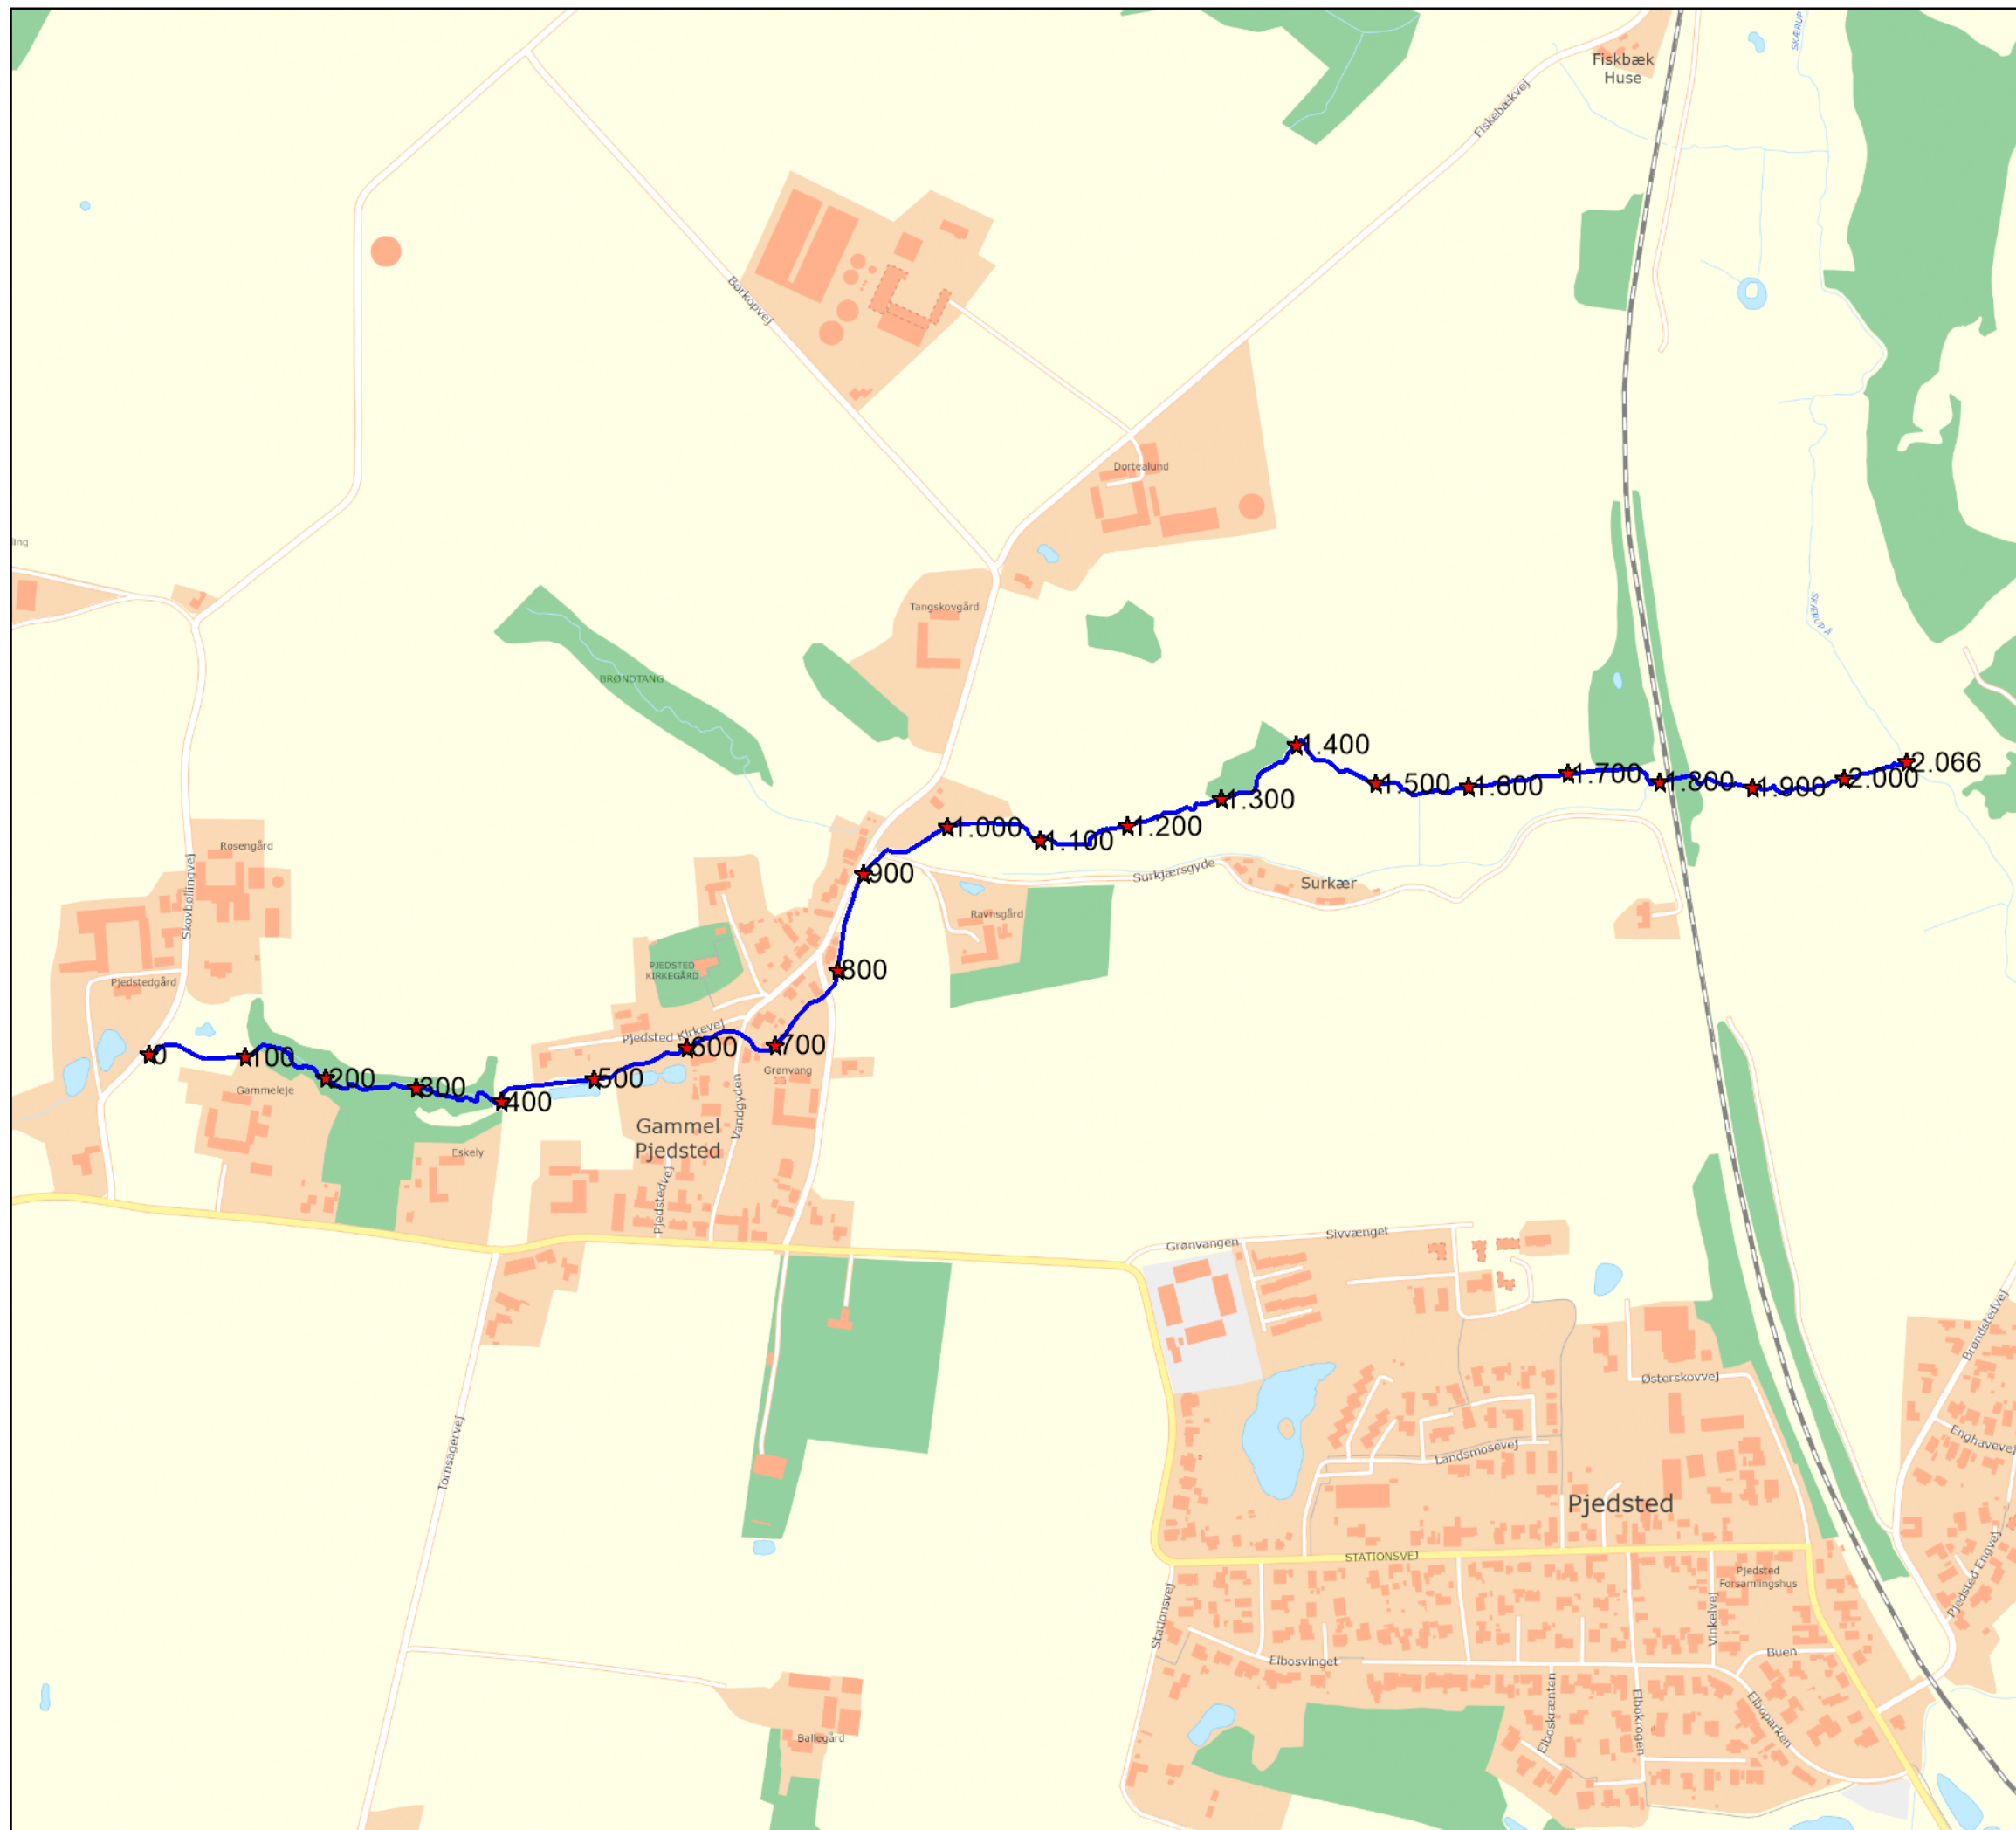 SKÆRUP
Fiskbæk
Huse
Fiskebækvej
Børkopvej
Dortealund
ing
Tangskovgård
SKÆRUP Å
BRØNDTANG
1.400
2.066
1.700
2.000
1.500
1.600
1.800
1.900
1.300
1.000
1.200
1.100
Rosengård
Skovbøllingvej
900
Surkjærsgyde
Surkær
Ravnsgård
PJEDSTED
KIRKEGÅRD
800
Pjedstedgård
Pjedsted Kirkevej
0
100
600
700
Grønvang
200
300
500
Gammeleje
400
Vandgyden
Gammel
Pjedsted
Eskely
Pjedstedvej
Grønvangen
Sivvænget
Brøndstedvej
Østerskovvej
Enghavevej
Tornsagervej
Landsmosevej
Pjedsted
STATIONSVEJ
Pjedsted
Forsamlingshus
Pjedsted Engvej
Stationsvej
Vinkelvej
Elbosvinget
Buen
Elboskrænten
Elbokrogen
Elboparken
Ballegård